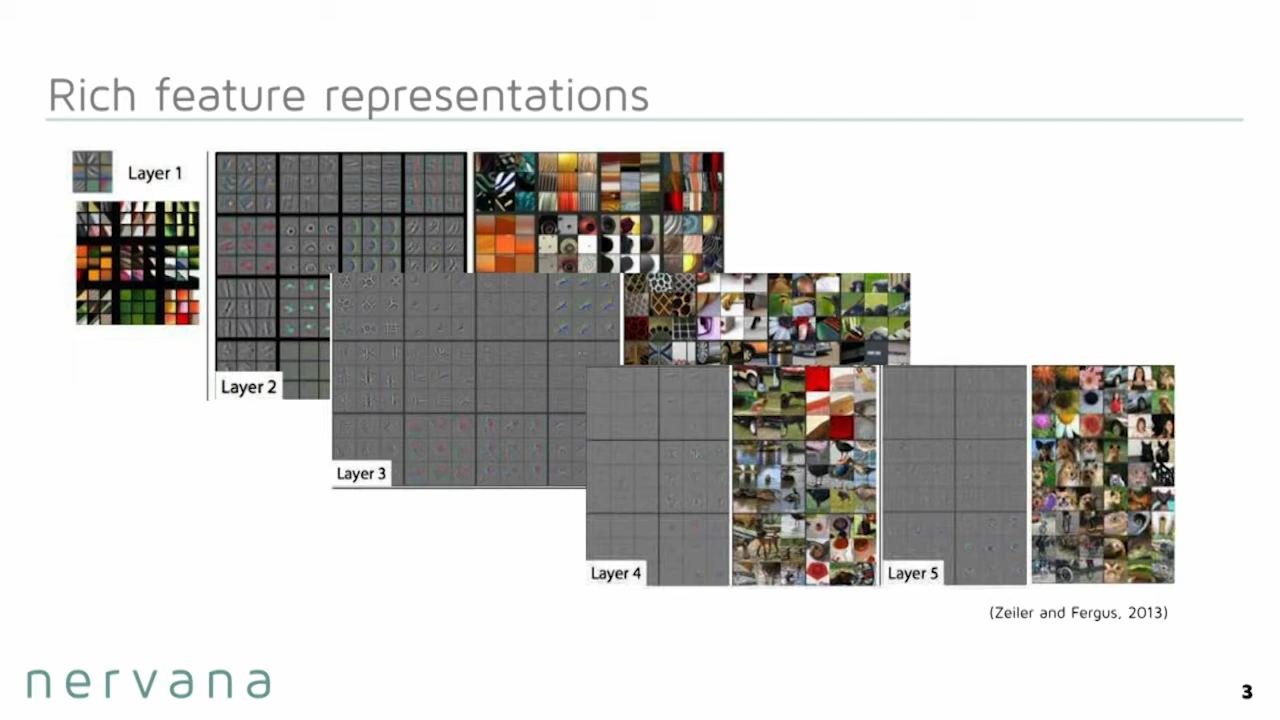 Rich feature representations
Layer 1
Layer 2
Layer 3
Layer 4
Layer 5
(Zeiler and Fergus, 2013)
nervana
3